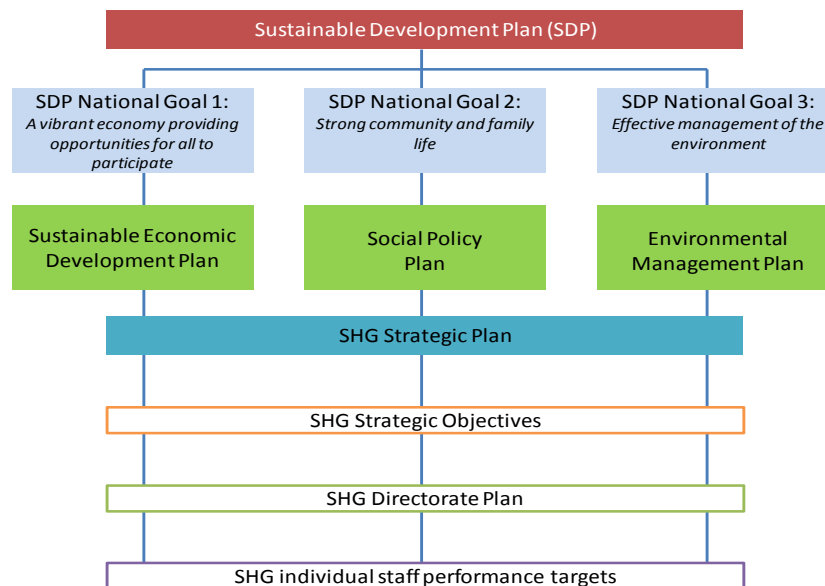 Sustainable Development Plan (SDP)
SDP National Goal 1:
A vibrant economy providing
opportunities for all to
participate
SDP National Goal 2:
Strong community and family
life
SDP National Goal 3:
Effective management of the
environment
Sustainable Economic
Development Plan
Social Policy
Plan
Environmental
Management Plan
SHG Strategic Plan
SHG Strategic Objectives
SHG Directorate Plan
SHG individual staff performance targets